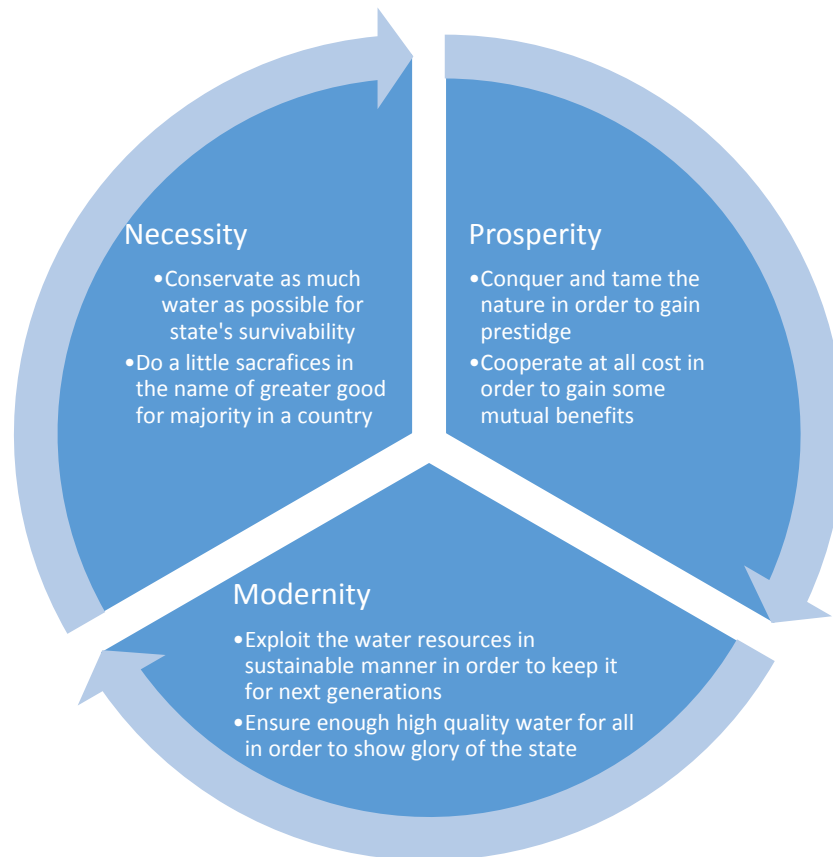 Necessity
•Conservate as much
water as possible for
state's survivability
•Do a little sacrafices in
the name of greater good
for majority in a country
Prosperity
•Conquer and tame the
nature in order to gain
prestidge
•Cooperate at all cost in
order to gain some
mutual benefits
Modernity
•Exploit the water resources in
sustainable manner in order to keep it
for next generations
•Ensure enough high quality water for all
in order to show glory of the state